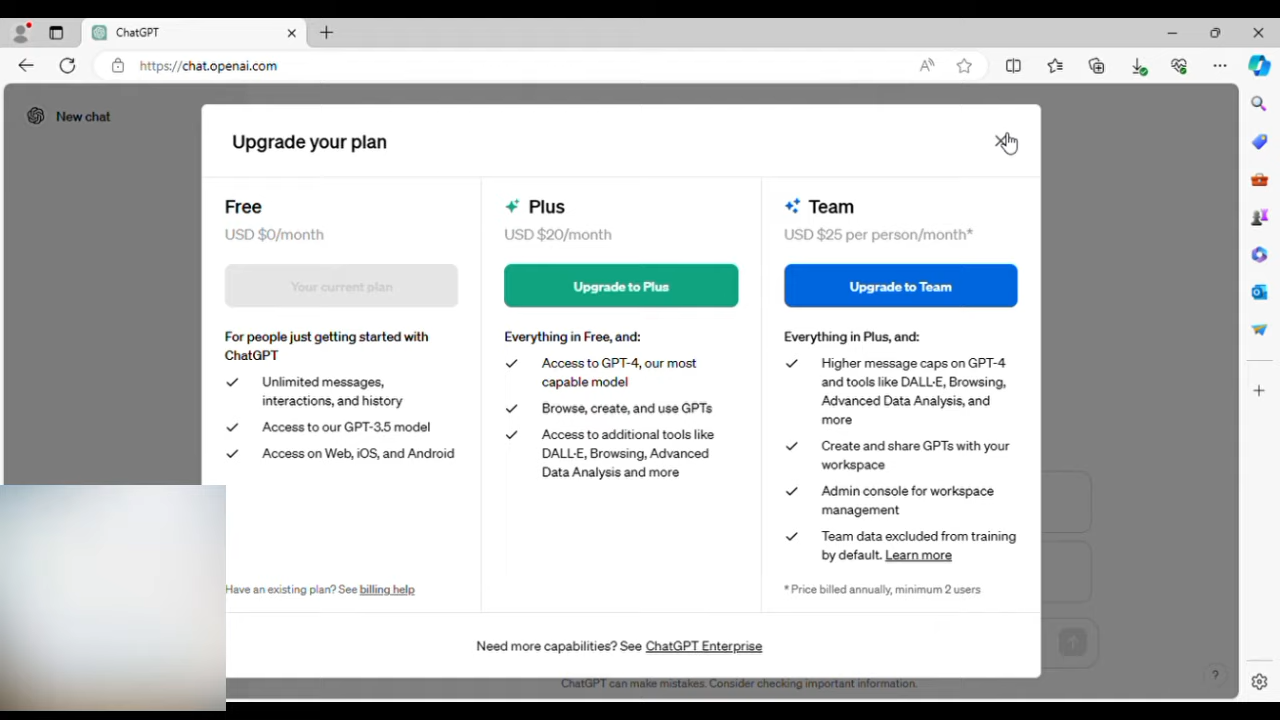 ChatGPT
https://chat.openai.com
New chat
Upgrade your plan
Free
USD $0/month
Your current plan
For people just getting started with
ChatGPT
Unlimited messages,
interactions, and history
Access to our GPT-3.5 model
Access on Web, iOS, and Android
Have an existing plan? See billing help
Plus
USD $20/month
Upgrade to Plus
Everything in Free, and:
Access to GPT-4, our most
capable model
Browse, create, and use GPTs
Access to additional tools like
DALL·E, Browsing, Advanced
Data Analysis and more
Team
USD $25 per person/month*
Upgrade to Team
Everything in Plus, and:
Higher message caps on GPT-4
and tools like DALL·E, Browsing,
Advanced Data Analysis, and
more
Create and share GPTs with your
workspace
Admin console for workspace
management
Team data excluded from training
by default. Learn more
* Price billed annually, minimum 2 users
Need more capabilities? See ChatGPT Enterprise
ChatGPT can make mistakes. Consider checking important information.
?